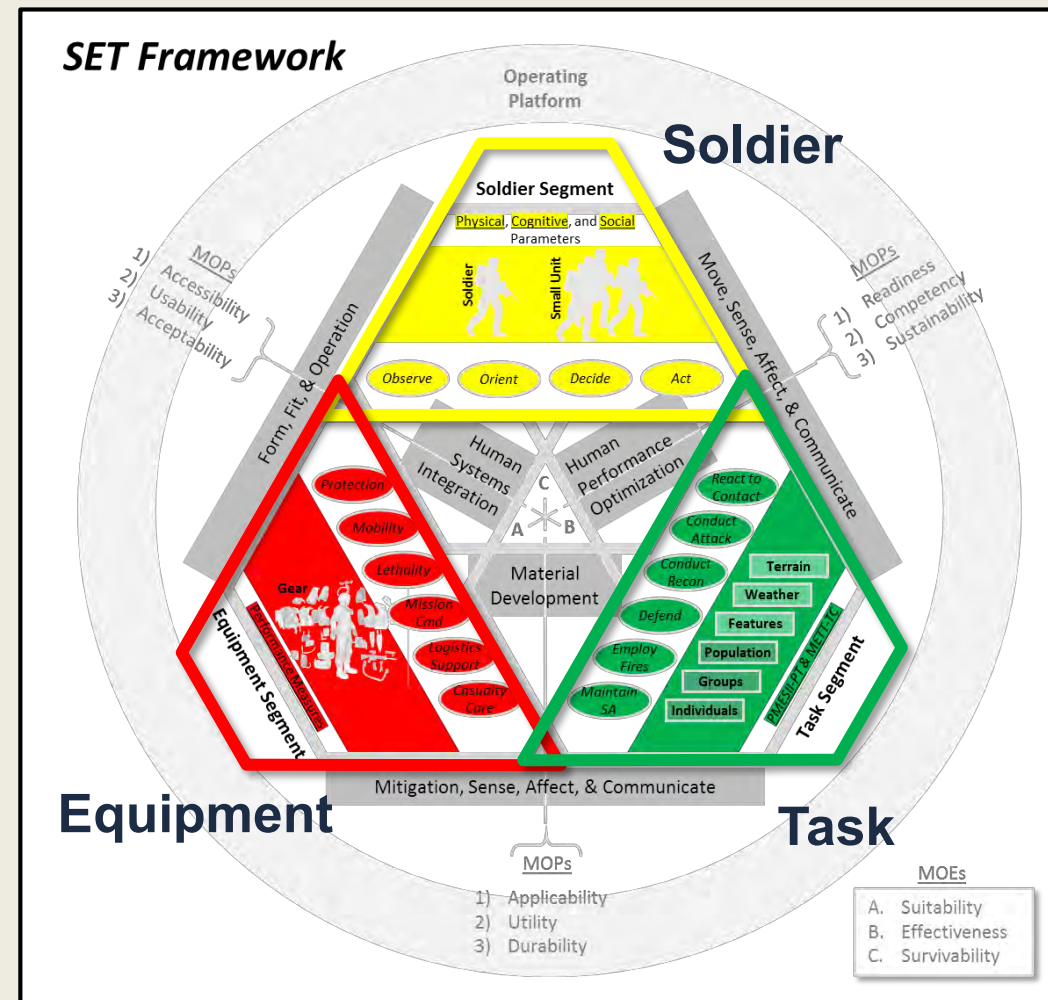 SET Framework
Operating
Platform
Soldier
Soldier Segment
Physical, Cognitive, and Social
Parameters
Soldier
Small Unit
Observe
Orient
Decide
Act
MOPs
1) Accessibility
2) Usability
3) Acceptability
Form, Fit, & Operation
MOPs
1) Readiness
2) Competency
3) Sustainability
Move, Sense, Affect, & Communicate
Human
Systems
Integration
Human
Performance
Optimization
C
A
B
Material
Development
Protection
Mobility
Lethality
Mission
Cmd
Logistics
Support
Casualty
Care
Gear
Performance Measures
Equipment Segment
React to
Contact
Conduct
Attack
Conduct
Recon
Defend
Employ
Fires
Maintain
SA
Terrain
Weather
Features
Population
Groups
Individuals
PMESII-PT & METT-TC
Task Segment
Mitigation, Sense, Affect, & Communicate
Equipment
Task
MOPs
1) Applicability
2) Utility
3) Durability
MOEs
A. Suitability
B. Effectiveness
C. Survivability